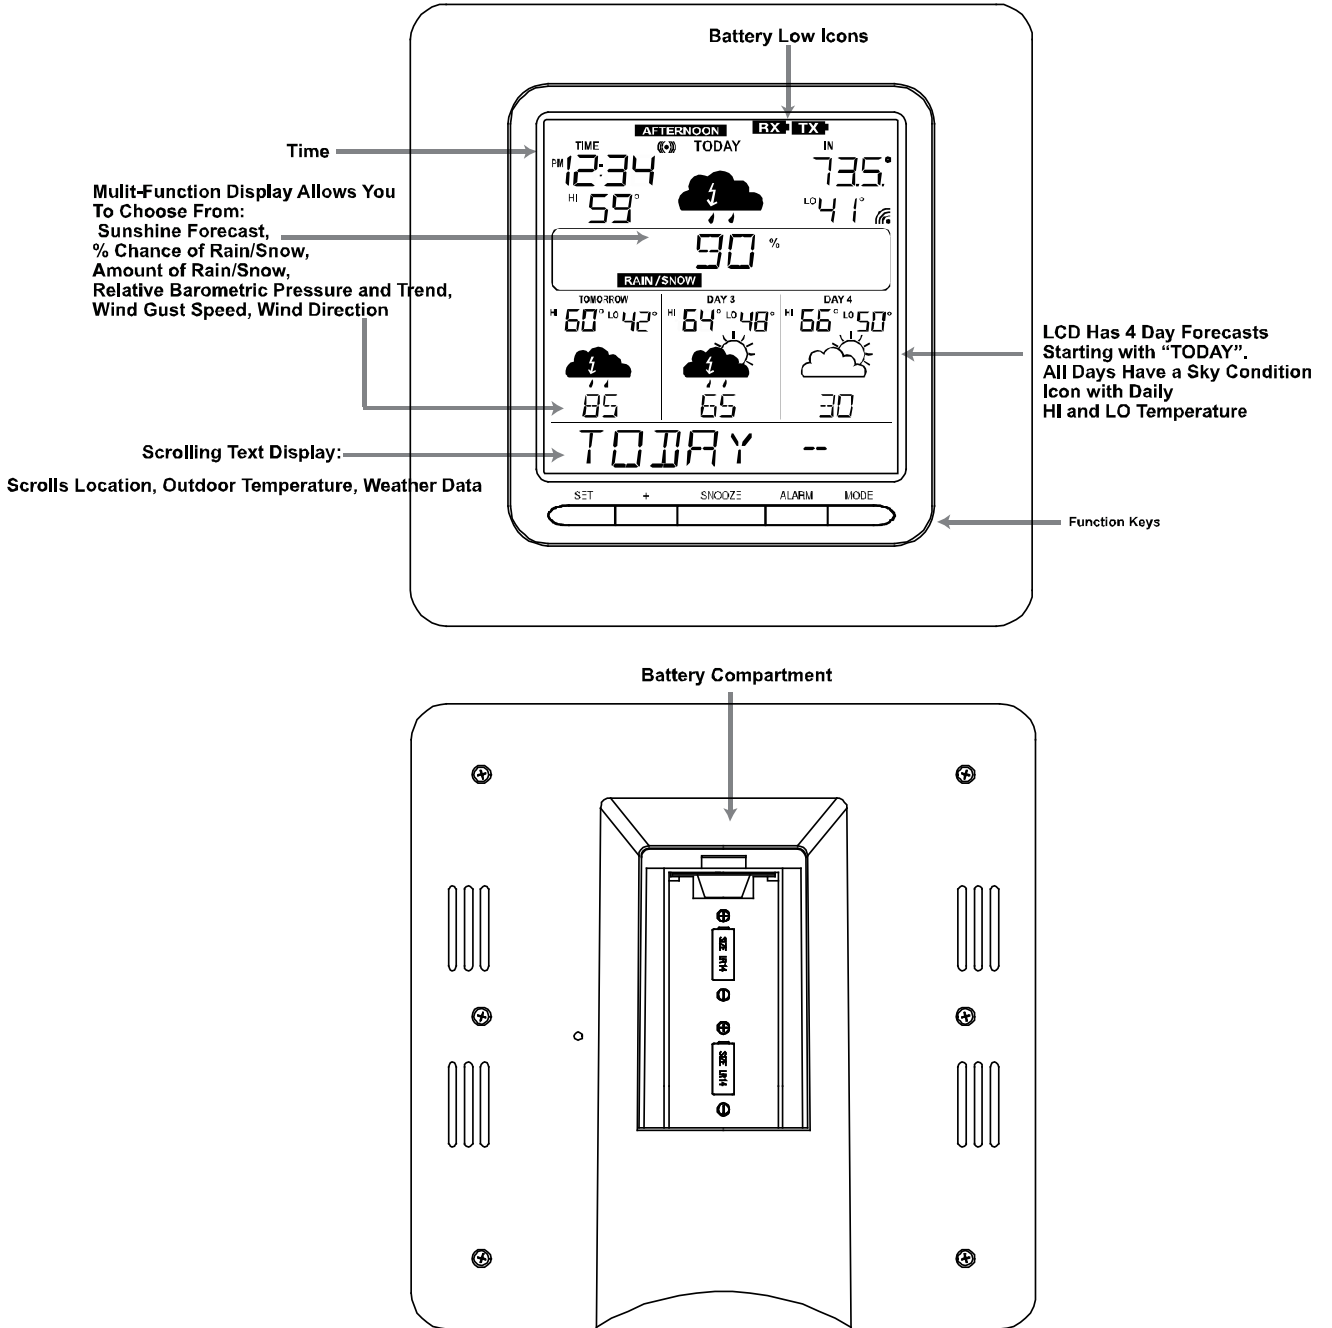 Battery Low Icons
AFTERNOON
RX TX
TIME
TODAY
IN
Time
PM 12:34
73.5°
HI 59°
LO 41°
Mulit-Function Display Allows You
To Choose From:
Sunshine Forecast,
% Chance of Rain/Snow,
Amount of Rain/Snow,
Relative Barometric Pressure and Trend,
Wind Gust Speed, Wind Direction
90 %
RAIN/SNOW
TOMORROW
DAY 3
DAY 4
HI 60° LO 42°
HI 64° LO 48°
HI 66° LO 50°
85
65
30
LCD Has 4 Day Forecasts
Starting with “TODAY”.
All Days Have a Sky Condition
Icon with Daily
HI and LO Temperature
Scrolling Text Display:
TODAY --
Scrolls Location, Outdoor Temperature, Weather Data
SET + SNOOZE ALARM MODE
Function Keys
Battery Compartment
SIZE LR14
SIZE LR14